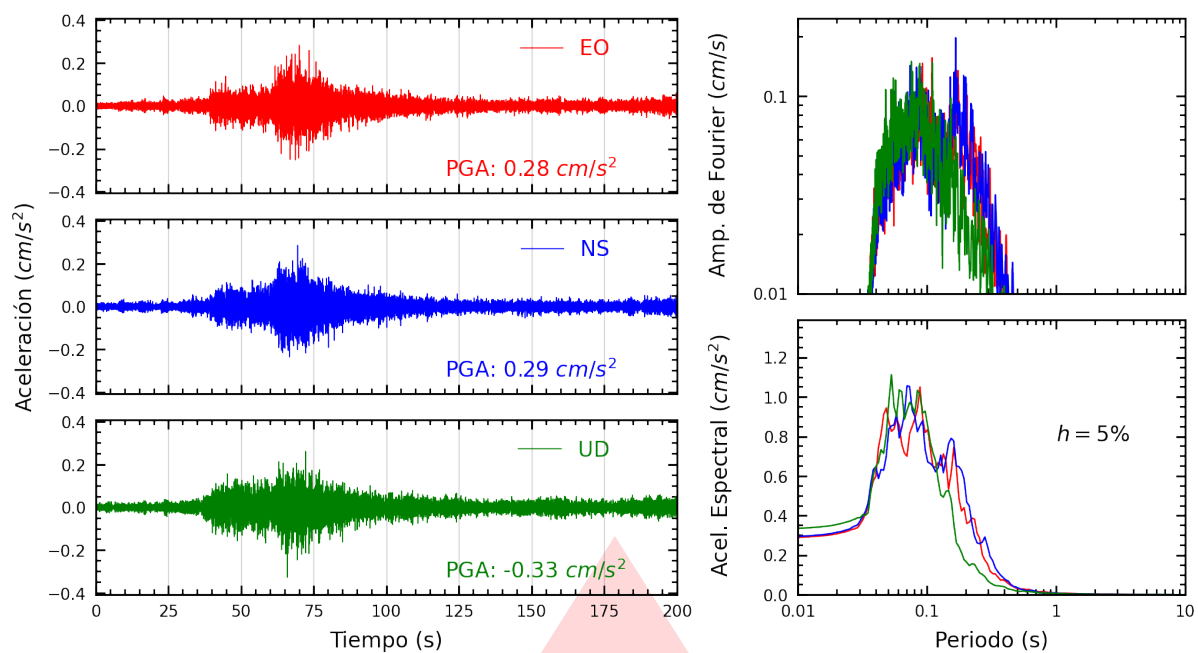 Aceleración (cm/s²)
0.4
0.2
0.0
−0.2
−0.4
EO
PGA: 0.28 cm/s²
0.4
0.2
0.0
−0.2
−0.4
NS
PGA: 0.29 cm/s²
0.4
0.2
0.0
−0.2
−0.4
UD
PGA: -0.33 cm/s²
0 25 50 75 100 125 150 175 200
Tiempo (s)
Amp. de Fourier (cm/s)
0.1
0.01
Acel. Espectral (cm/s²)
1.2
1.0
0.8
0.6
0.4
0.2
0.0
h = 5%
0.01 0.1 1 10
Periodo (s)